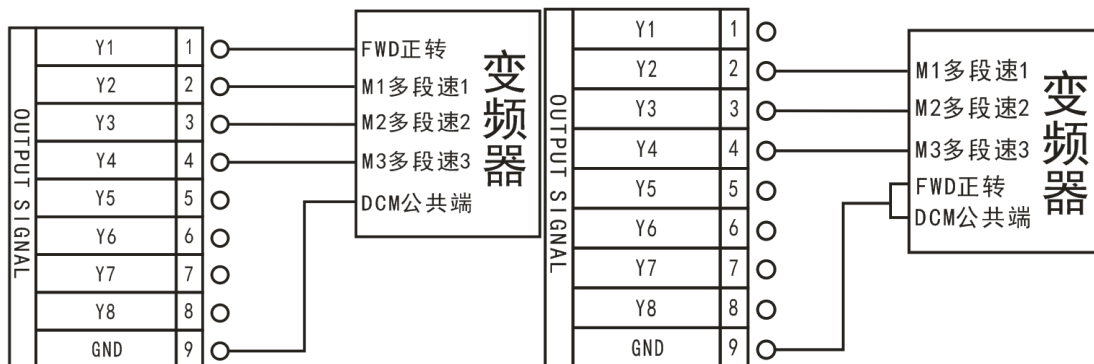 OUTPUT SIGNAL
Y1 1
Y2 2
Y3 3
Y4 4
Y5 5
Y6 6
Y7 7
Y8 8
GND 9
FWD正转
M1多段速1
M2多段速2
M3多段速3
DCM公共端
变频器
OUTPUT SIGNAL
Y1 1
Y2 2
Y3 3
Y4 4
Y5 5
Y6 6
Y7 7
Y8 8
GND 9
M1多段速1
M2多段速2
M3多段速3
FWD正转
DCM公共端
变频器